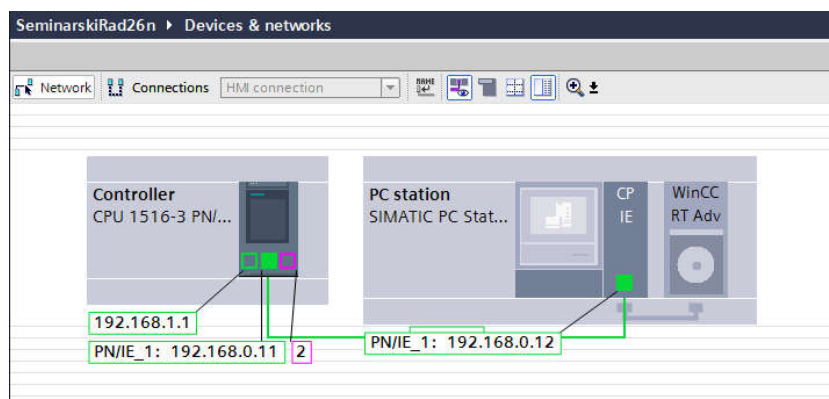 SeminarskiRad26n ▸ Devices & networks
Network Connections HMI connection
Controller
CPU 1516-3 PN/...
PC station
SIMATIC PC Stat...
CP
IE
WinCC
RT Adv
192.168.1.1
PN/IE_1: 192.168.0.11
2
PN/IE_1: 192.168.0.12